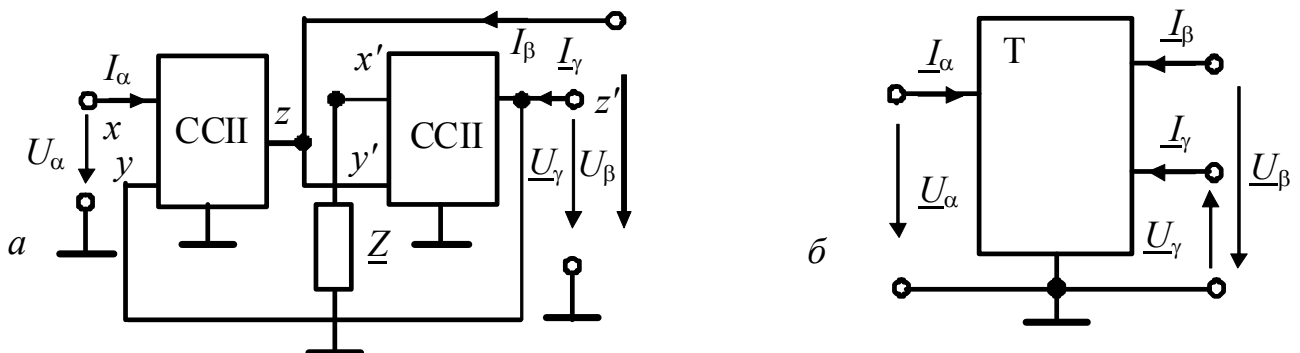 I_α
x
y
U_α
CCII
z
x′
y′
CCII
I_β
I_γ
z′
U_γ
U_β
Z
а
T
I_α
U_α
I_β
I_γ
U_γ
U_β
б